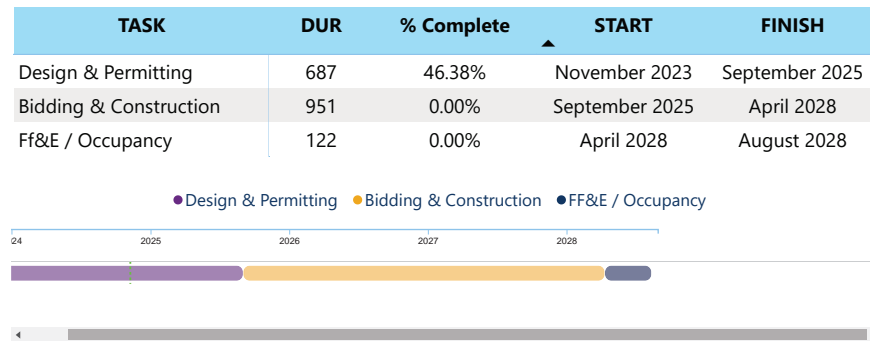 TASK DUR % Complete START FINISH
Design & Permitting 687 46.38% November 2023 September 2025
Bidding & Construction 951 0.00% September 2025 April 2028
Ff&E / Occupancy 122 0.00% April 2028 August 2028
Design & Permitting Bidding & Construction FF&E / Occupancy
24 2025 2026 2027 2028